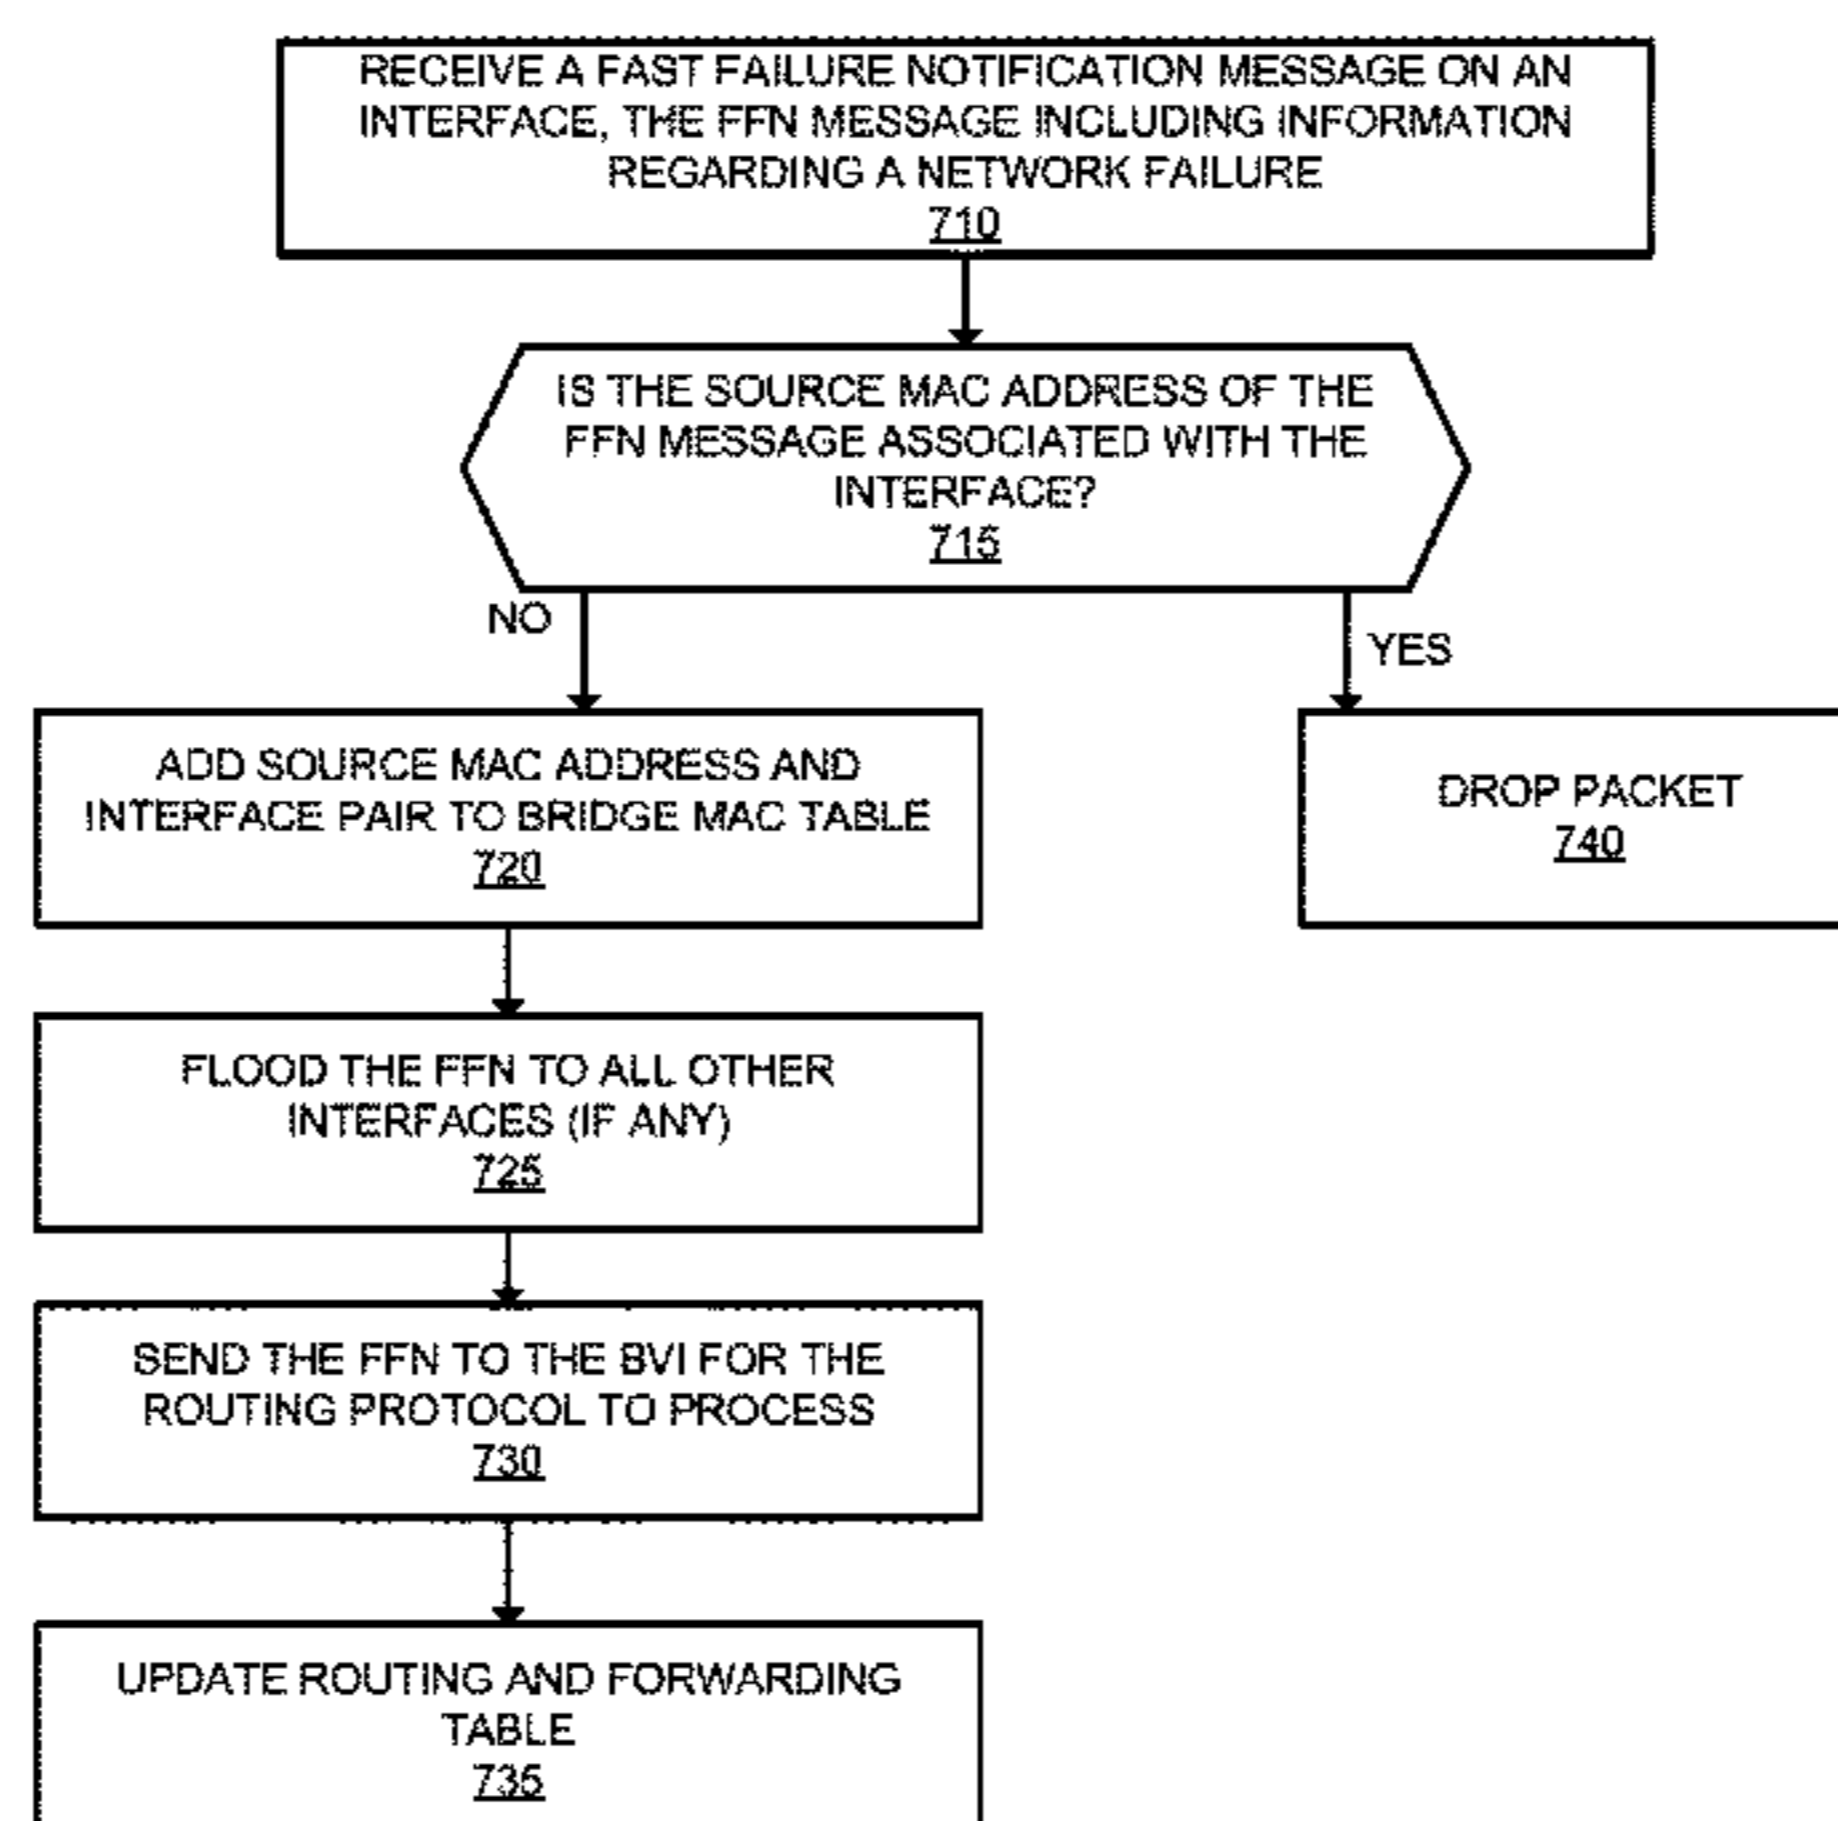 RECEIVE A FAST FAILURE NOTIFICATION MESSAGE ON AN
INTERFACE, THE FFN MESSAGE INCLUDING INFORMATION
REGARDING A NETWORK FAILURE
710
IS THE SOURCE MAC ADDRESS OF THE
FFN MESSAGE ASSOCIATED WITH THE
INTERFACE?
715
NO
YES
ADD SOURCE MAC ADDRESS AND
INTERFACE PAIR TO BRIDGE MAC TABLE
720
DROP PACKET
740
FLOOD THE FFN TO ALL OTHER
INTERFACES (IF ANY)
725
SEND THE FFN TO THE BVI FOR THE
ROUTING PROTOCOL TO PROCESS
730
UPDATE ROUTING AND FORWARDING
TABLE
735